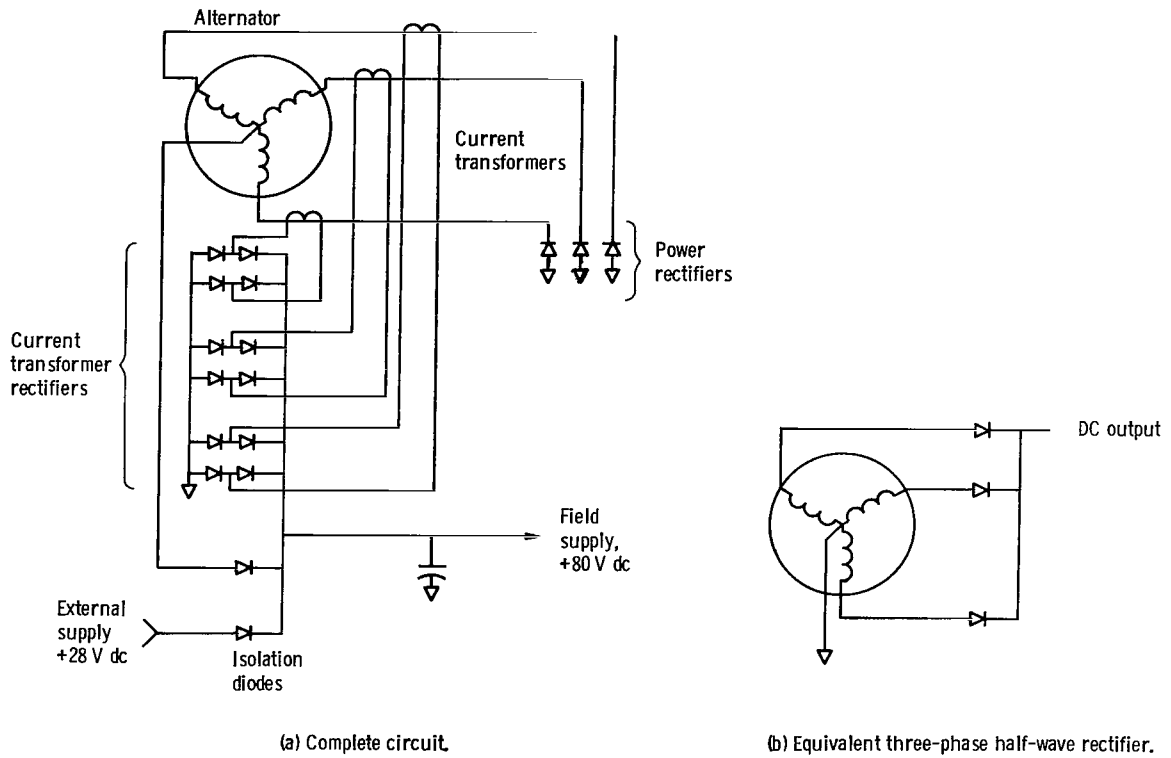 Alternator
Current
transformers
Power
rectifiers
Current
transformer
rectifiers
Field
supply,
+80 V dc
External
supply
+28 V dc
Isolation
diodes
DC output
(a) Complete circuit.
(b) Equivalent three-phase half-wave rectifier.